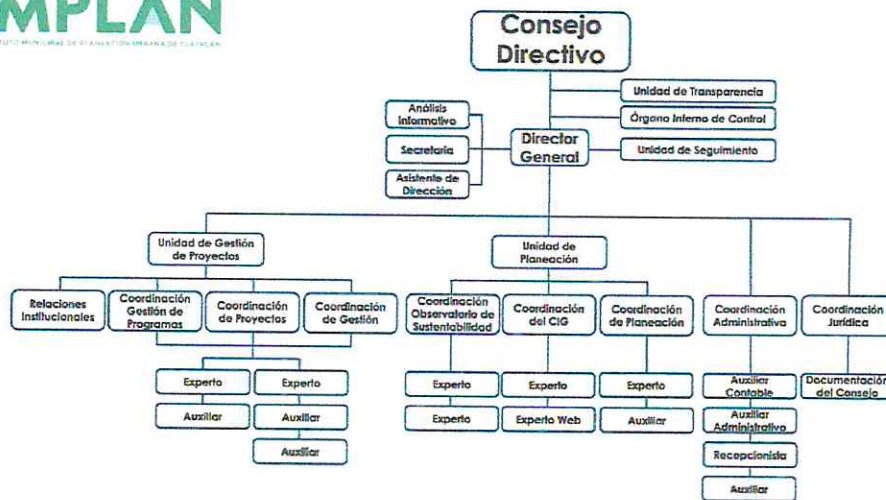 MPLAN
Consejo
Directivo
Unidad de Transparencia
Órgano Interno de Control
Análisis
Informativo
Secretaría
Asistente de
Dirección
Director
General
Unidad de Seguimiento
Unidad de Gestión
de Proyectos
Unidad de
Planeación
Relaciones
Institucionales
Coordinación
Gestión de
Programas
Coordinación
de Proyectos
Coordinación
de Gestión
Coordinación
Observatorio de
Sustentabilidad
Coordinación
del CIG
Coordinación
de Planeación
Coordinación
Administrativa
Coordinación
Jurídica
Experto
Auxiliar
Experto
Auxiliar
Auxiliar
Experto
Experto
Experto
Experto Web
Experto
Auxiliar
Auxiliar
Contable
Auxiliar
Administrativo
Recepcionista
Auxiliar
Documentación
del Consejo